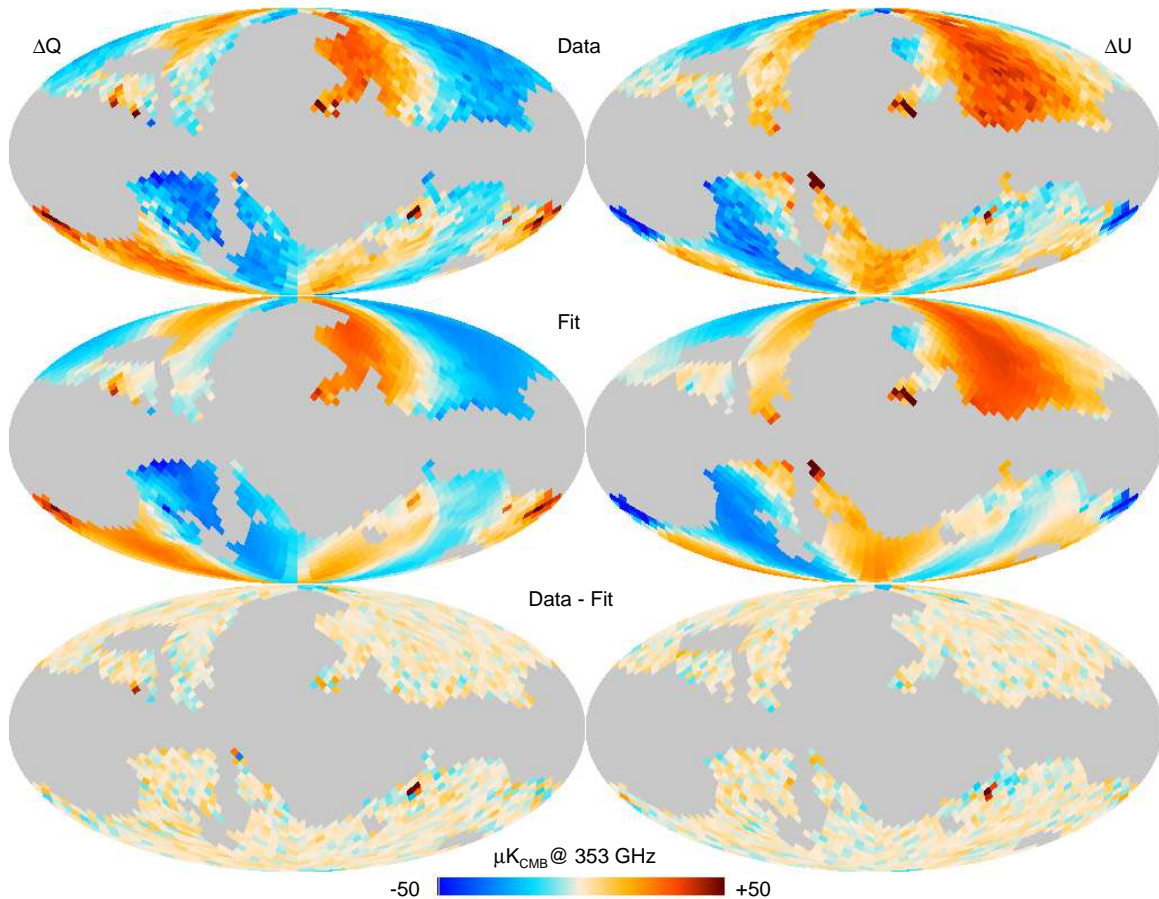 ΔQ
Data
ΔU
Fit
Data - Fit
μK_CMB @ 353 GHz
-50
+50